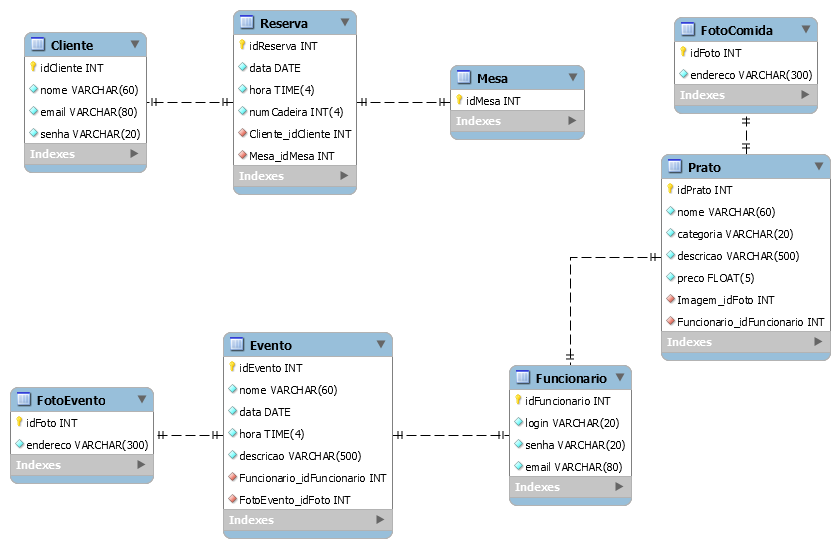 Cliente
idCliente INT
nome VARCHAR(60)
email VARCHAR(80)
senha VARCHAR(20)
Indexes
Reserva
idReserva INT
data DATE
hora TIME(4)
numCadeira INT(4)
Cliente_idCliente INT
Mesa_idMesa INT
Indexes
Mesa
idMesa INT
Indexes
FotoComida
idFoto INT
endereco VARCHAR(300)
Indexes
Prato
idPrato INT
nome VARCHAR(60)
categoria VARCHAR(20)
descricao VARCHAR(500)
preco FLOAT(5)
Imagem_idFoto INT
Funcionario_idFuncionario INT
Indexes
FotoEvento
idFoto INT
endereco VARCHAR(300)
Indexes
Evento
idEvento INT
nome VARCHAR(60)
data DATE
hora TIME(4)
descricao VARCHAR(500)
Funcionario_idFuncionario INT
FotoEvento_idFoto INT
Indexes
Funcionario
idFuncionario INT
login VARCHAR(20)
senha VARCHAR(20)
email VARCHAR(80)
Indexes